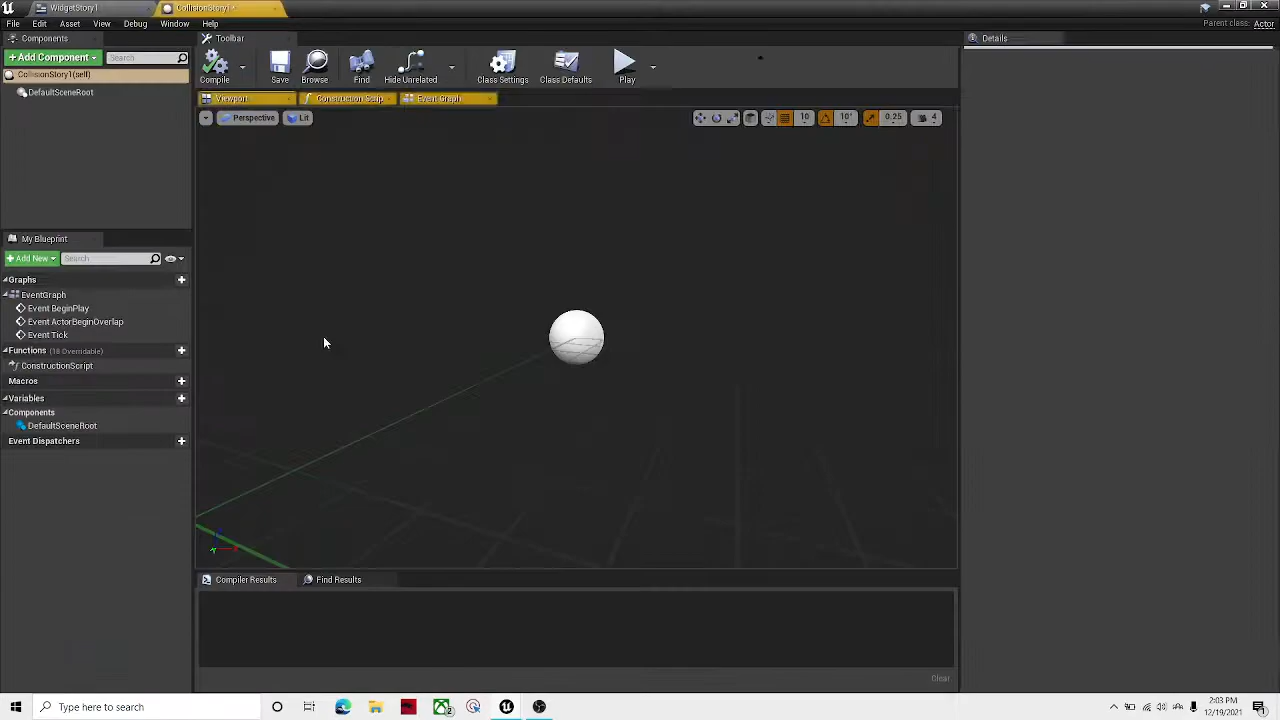 WidgetStory1
CollisionStory1*
File Edit Asset View Debug Window Help
Parent class: Actor
Components
Toolbar
Details
+Add Component
Search
Compile
Save
Browse
Find
Hide Unrelated
Class Settings
Class Defaults
Play
CollisionStory1(self)
DefaultSceneRoot
Viewport
Construction Scrip
Event Graph
Perspective
Lit
10
10°
0.25
4
My Blueprint
+Add New
Search
Graphs
EventGraph
Event BeginPlay
Event ActorBeginOverlap
Event Tick
Functions (18 Overridable)
ConstructionScript
Macros
Variables
Components
DefaultSceneRoot
Event Dispatchers
Compiler Results
Find Results
Clear
Type here to search
2:03 PM
12/19/2021